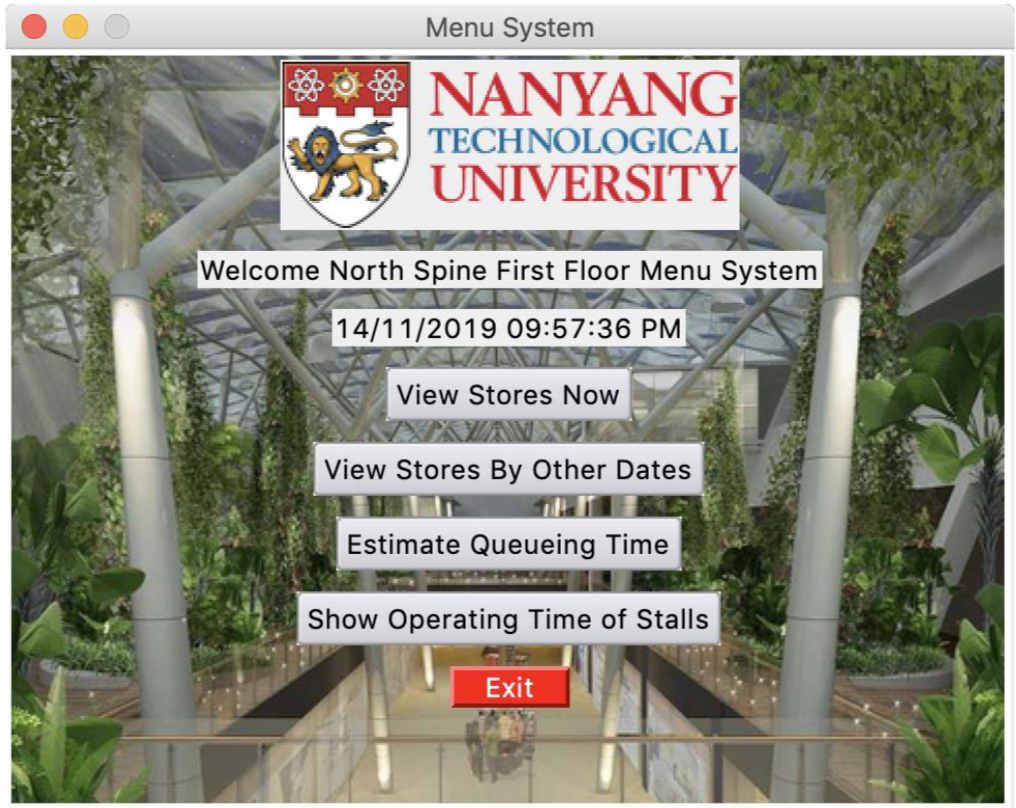 Menu System
NANYANG
TECHNOLOGICAL
UNIVERSITY
Welcome North Spine First Floor Menu System
14/11/2019 09:57:36 PM
View Stores Now
View Stores By Other Dates
Estimate Queueing Time
Show Operating Time of Stalls
Exit